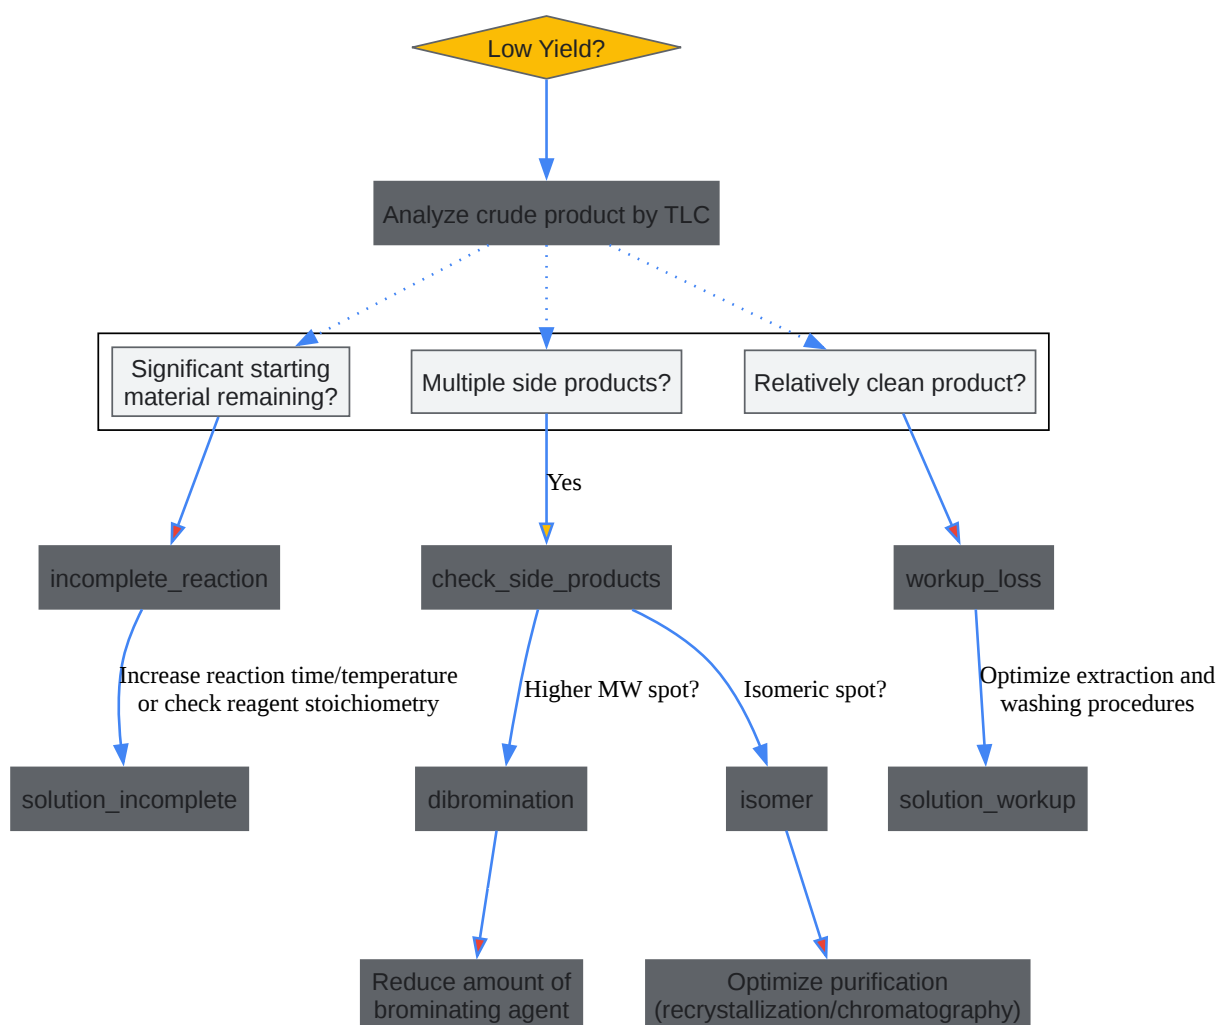 Low Yield?
Analyze crude product by TLC
Significant starting
material remaining?
Multiple side products?
Relatively clean product?
Yes
incomplete_reaction
check_side_products
workup_loss
Increase reaction time/temperature
or check reagent stoichiometry
Higher MW spot?
Isomeric spot?
Optimize extraction and
washing procedures
solution_incomplete
dibromination
isomer
solution_workup
Reduce amount of
brominating agent
Optimize purification
(recrystallization/chromatography)